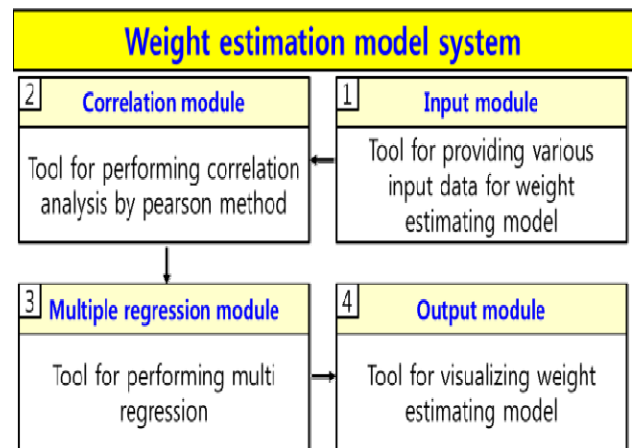 Weight estimation model system
2
Correlation module
Tool for performing correlation
analysis by pearson method
1
Input module
Tool for providing various
input data for weight
estimating model
3
Multiple regression module
Tool for performing multi
regression
4
Output module
Tool for visualizing weight
estimating model